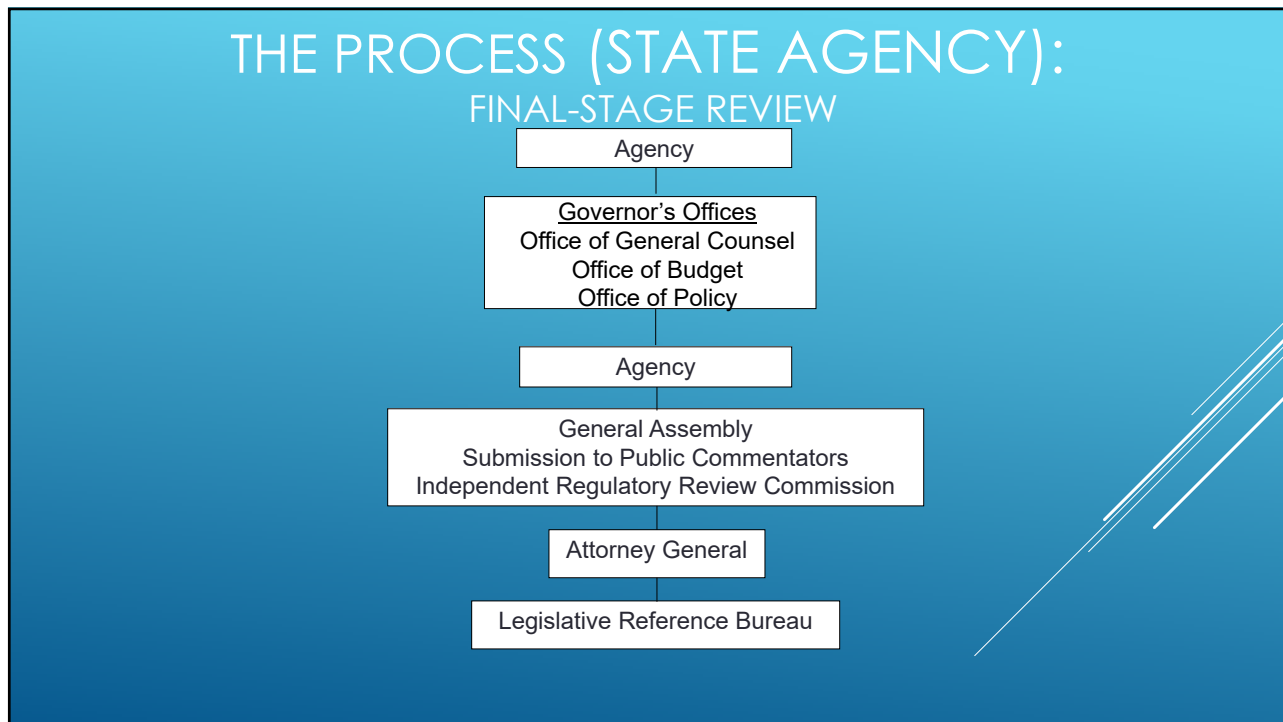 THE PROCESS (STATE AGENCY):
FINAL-STAGE REVIEW
Agency
Governor’s Offices
Office of General Counsel
Office of Budget
Office of Policy
Agency
General Assembly
Submission to Public Commentators
Independent Regulatory Review Commission
Attorney General
Legislative Reference Bureau